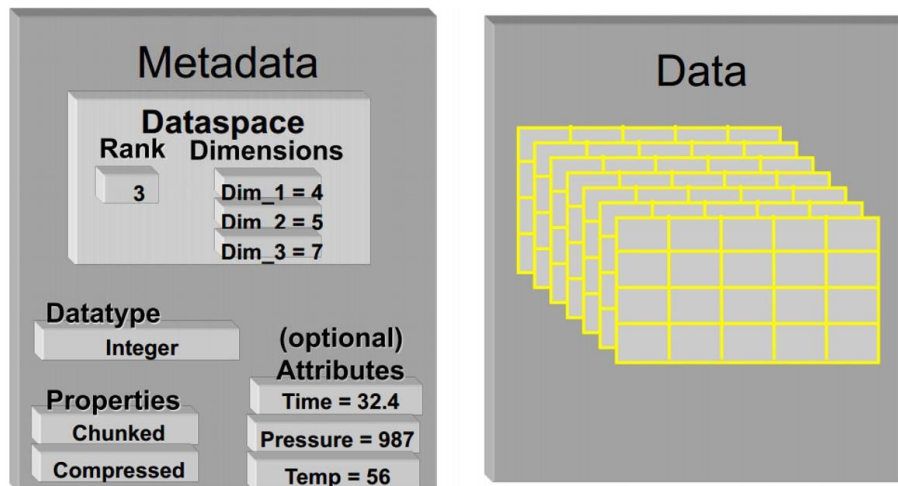 Metadata
Dataspace
Rank
Dimensions
3
Dim_1 = 4
Dim_2 = 5
Dim_3 = 7
Datatype
Integer
Properties
Chunked
Compressed
(optional)
Attributes
Time = 32.4
Pressure = 987
Temp = 56
Data